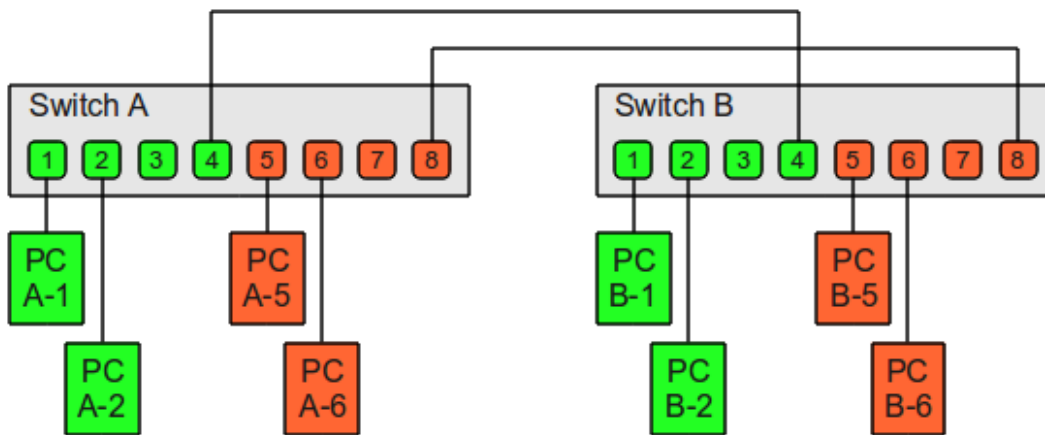 Switch A
Switch B
1 2 3 4 5 6 7 8
1 2 3 4 5 6 7 8
PC
A-1
PC
A-5
PC
B-1
PC
B-5
PC
A-2
PC
A-6
PC
B-2
PC
B-6